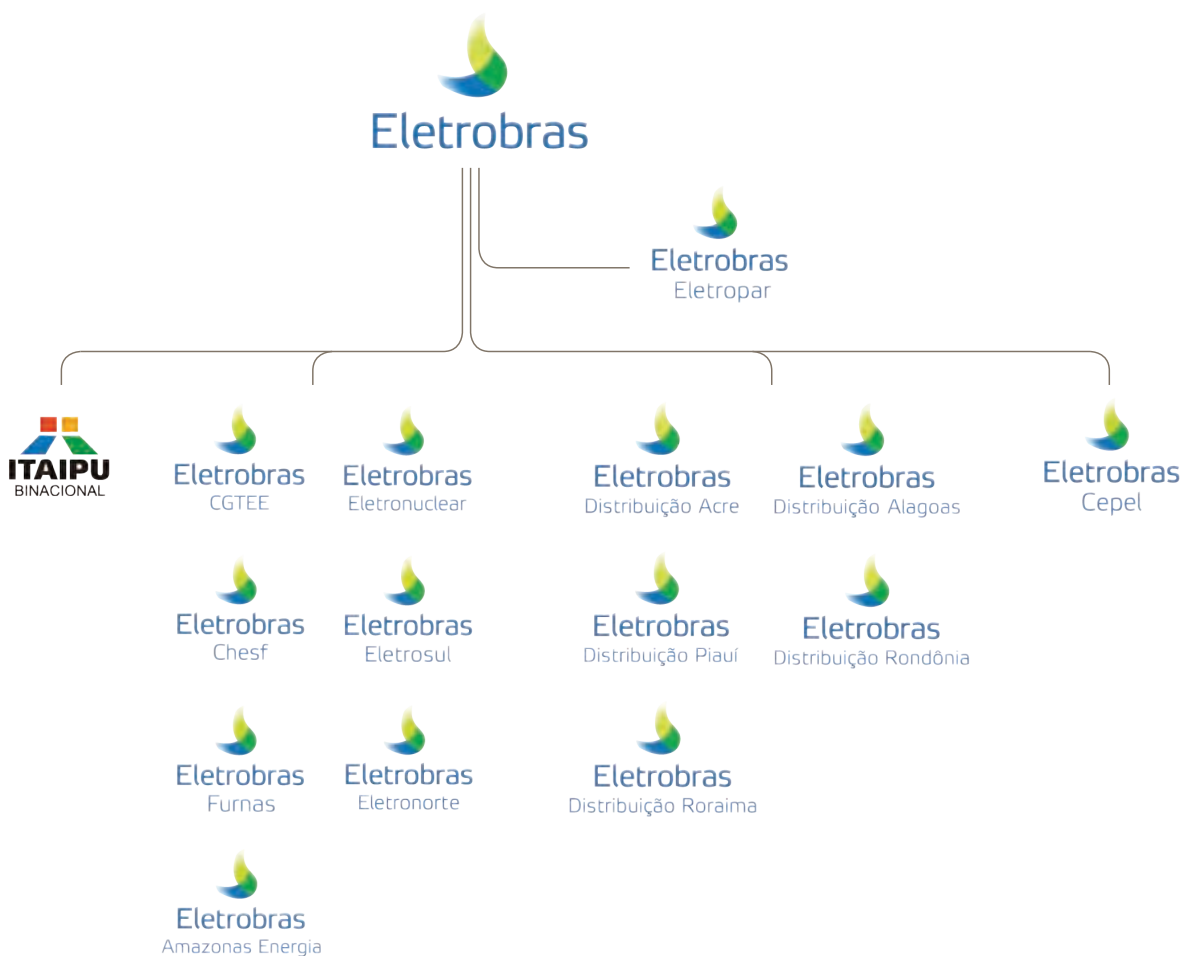 Eletrobras
Eletrobras
Eletropar
ITAIPU
BINACIONAL
Eletrobras
CGTEE
Eletrobras
Eletronuclear
Eletrobras
Distribuição Acre
Eletrobras
Distribuição Alagoas
Eletrobras
Cepel
Eletrobras
Chesf
Eletrobras
Eletrosul
Eletrobras
Distribuição Piauí
Eletrobras
Distribuição Rondônia
Eletrobras
Furnas
Eletrobras
Eletronorte
Eletrobras
Distribuição Roraima
Eletrobras
Amazonas Energia